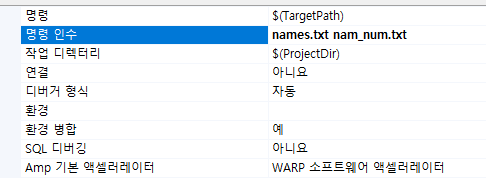 명령 $(TargetPath)
명령 인수 names.txt nam_num.txt
작업 디렉터리 $(ProjectDir)
연결 아니요
디버거 형식 자동
환경
환경 병합 예
SQL 디버깅 아니요
Amp 기본 액셀러레이터 WARP 소프트웨어 액셀러레이터